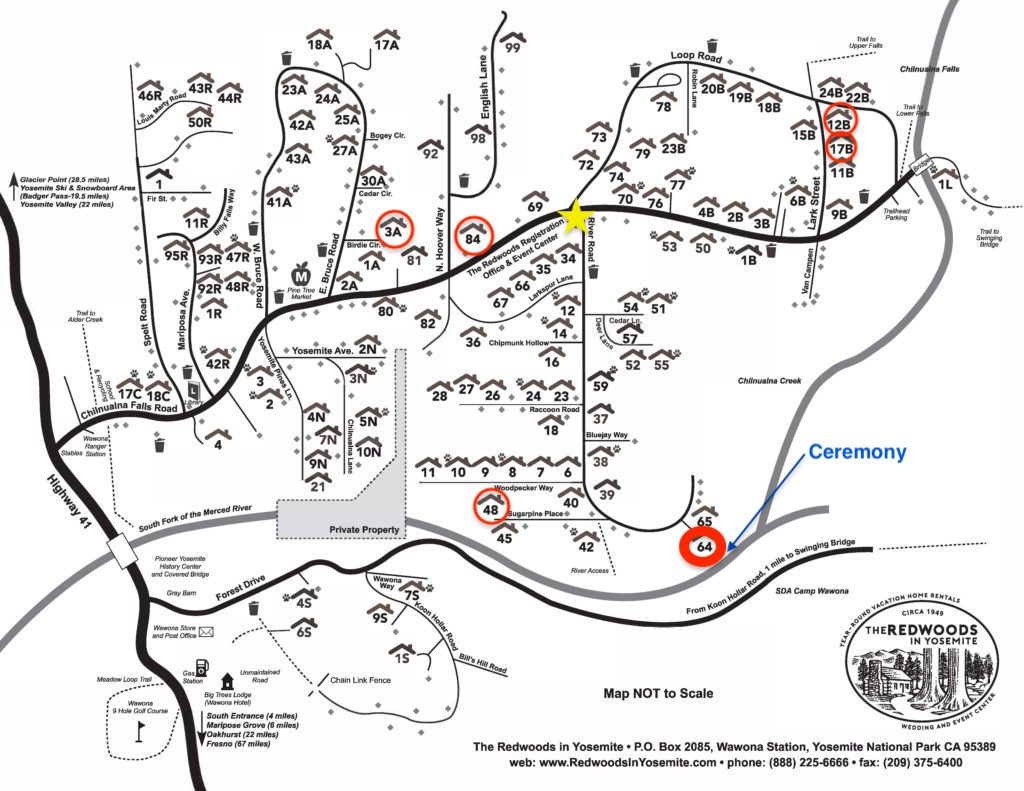 18A
17A
99
23A
24A
25A
42A
43A
27A
Bogey Cir.
30A
Cedar Cir.
41A
3A
Birdie Cir.
1A
81
2A
46R
43R
44R
Louis Marty Road
50R
1
Fir St.
11R
Billy Falls Way
95R
93R
47R
92R
48R
1R
42R
Glacier Point (28.5 miles)
Yosemite Ski & Snowboard Area
(Badger Pass-19.5 miles)
Yosemite Valley (22 miles)
W. Bruce Road
E. Bruce Road
M
Pine Tree
Market
English Lane
98
92
N. Hoover Way
84
The Redwoods Registration
Office & Event Center
69
80
82
Loop Road
Robin Lane
78
20B
19B
18B
24B
22B
12B
15B
17B
11B
73
72
79
23B
74
77
70
76
4B
2B
3B
6B
9B
Lark Street
53
50
1B
Van Campen
Trail to
Upper Falls
Chilnualna Falls
Trail to
Lower Falls
Bridge
1L
Trailhead
Parking
Trail to
Swinging
Bridge
River Road
34
35
66
67
Larkspur Lane
12
36
14
Chipmunk Hollow
16
54
51
Cedar Ln.
Deer Lane
57
52
55
59
28
27
26
24
23
Raccoon Road
18
37
Bluejay Way
38
11
10
9
8
7
6
Woodpecker Way
48
40
39
Sugarpine Place
45
42
River Access
65
64
Chilnualna Creek
Ceremony
Trail to
Alder Creek
Spelt Road
Mariposa Ave.
School
& Recycling
17C
18C
L
Library
Chilnualna Falls Road
4
Wawona
Ranger
Station
Stables
Yosemite Pines Ln.
Yosemite Ave.
2N
3
2
3N
4N
5N
7N
Chilnualna Lane
9N
10N
21
Private Property
Highway 41
South Fork of the Merced River
Pioneer Yosemite
History Center
and Covered Bridge
Gray Barn
Forest Drive
Wawona
Way
4S
7S
6S
9S
Koon Hollar Road
1S
Bill's Hill Road
Wawona Store
and Post Office
Gas
Station
Unmaintained
Road
Chain Link Fence
Meadow Loop Trail
Big Trees Lodge
(Wawona Hotel)
Wawona
9 Hole Golf Course
South Entrance (4 miles)
Mariposa Grove (6 miles)
Oakhurst (22 miles)
Fresno (67 miles)
From Koon Hollar Road, 1 mile to Swinging Bridge
SDA Camp Wawona
Map NOT to Scale
YEAR-ROUND VACATION HOME RENTALS
CIRCA 1949
THE REDWOODS
IN YOSEMITE
WEDDING AND EVENT CENTER
The Redwoods in Yosemite • P.O. Box 2085, Wawona Station, Yosemite National Park CA 95389
web: www.RedwoodsInYosemite.com • phone: (888) 225-6666 • fax: (209) 375-6400